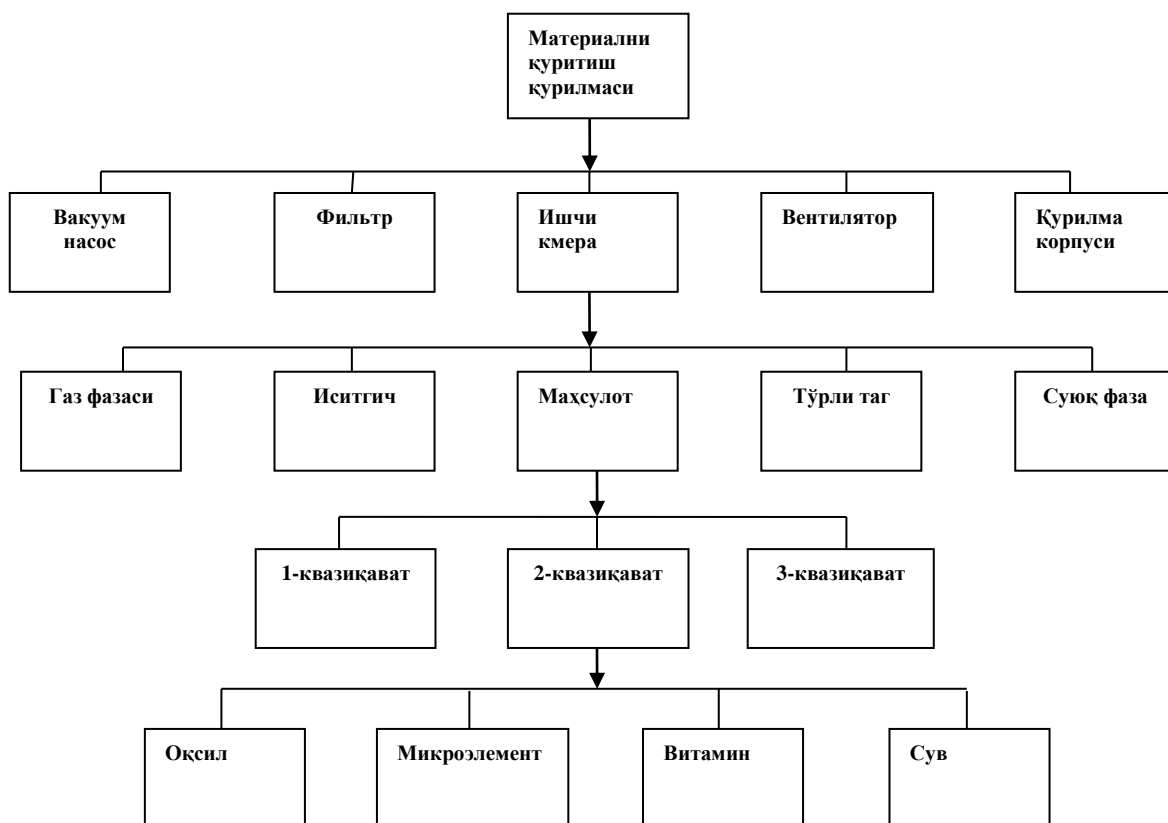 Материални
қуритиш
қурилмаси
Вакуум
насос
Фильтр
Ишчи
кмера
Вентилятор
Қурилма
корпуси
Газ фазаси
Иситгич
Маҳсулот
Тўрли таг
Суюқ фаза
1-квазиқават
2-квазиқават
3-квазиқават
Оқсил
Микроэлемент
Витамин
Сув